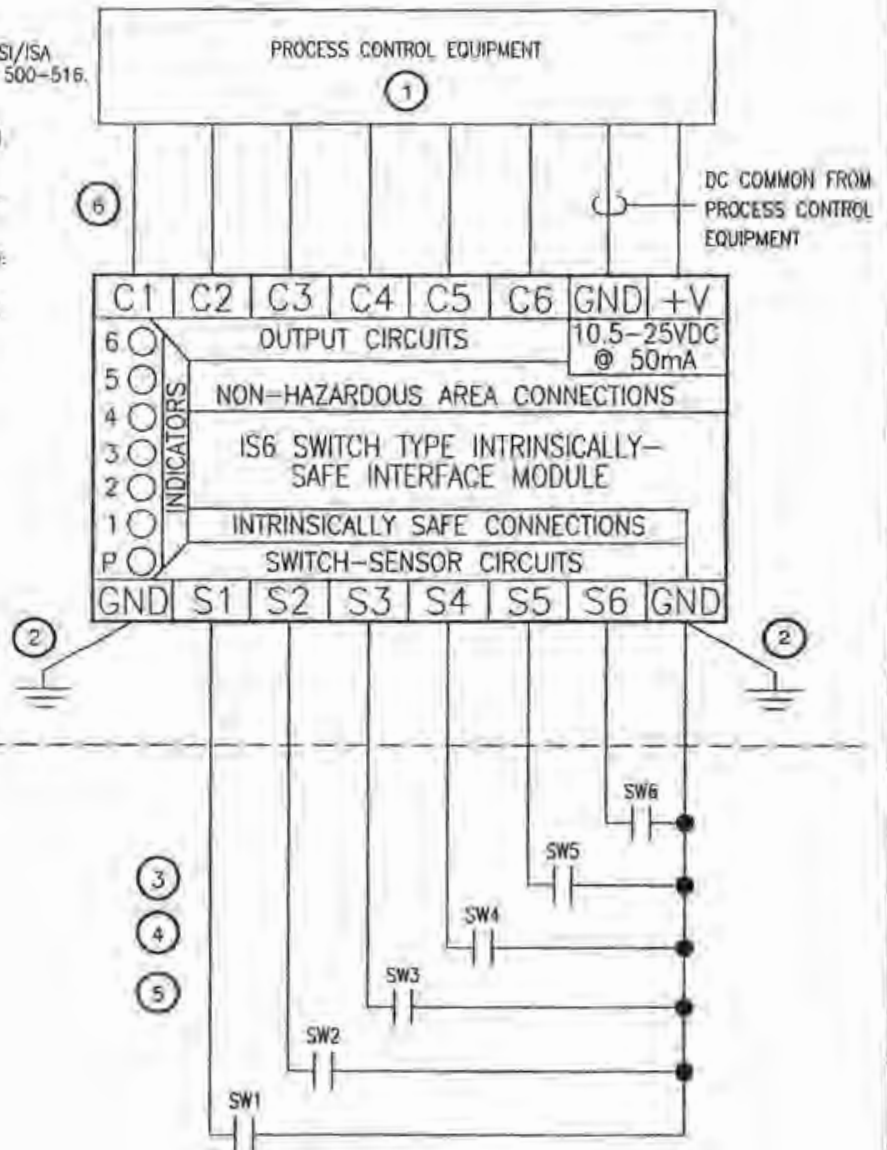 SI/ISA
500-516.
PROCESS CONTROL EQUIPMENT
1
6
DC COMMON FROM
PROCESS CONTROL
EQUIPMENT
C1 C2 C3 C4 C5 C6 GND +V
OUTPUT CIRCUITS
10.5-25VDC
@ 50mA
6
5
4
3
2
1
P
INDICATORS
NON-HAZARDOUS AREA CONNECTIONS
IS6 SWITCH TYPE INTRINSICALLY-
SAFE INTERFACE MODULE
INTRINSICALLY SAFE CONNECTIONS
SWITCH-SENSOR CIRCUITS
GND S1 S2 S3 S4 S5 S6 GND
2
2
SW6
SW5
3
SW4
4
SW3
5
SW2
SW1